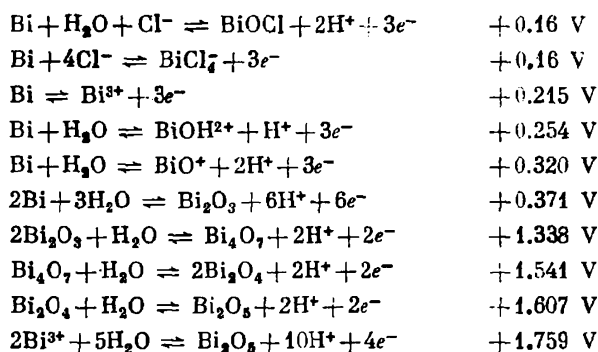 Bi+H₂O+Cl⁻ ⇌ BiOCl+2H⁺+3e⁻ +0.16 V
Bi+4Cl⁻ ⇌ BiCl₄⁻+3e⁻ +0.16 V
Bi ⇌ Bi³⁺+3e⁻ +0.215 V
Bi+H₂O ⇌ BiOH²⁺+H⁺+3e⁻ +0.254 V
Bi+H₂O ⇌ BiO⁺+2H⁺+3e⁻ +0.320 V
2Bi+3H₂O ⇌ Bi₂O₃+6H⁺+6e⁻ +0.371 V
2Bi₂O₃+H₂O ⇌ Bi₄O₇+2H⁺+2e⁻ +1.338 V
Bi₄O₇+H₂O ⇌ 2Bi₂O₄+2H⁺+2e⁻ +1.541 V
Bi₂O₄+H₂O ⇌ Bi₂O₅+2H⁺+2e⁻ +1.607 V
2Bi³⁺+5H₂O ⇌ Bi₂O₅+10H⁺+4e⁻ +1.759 V